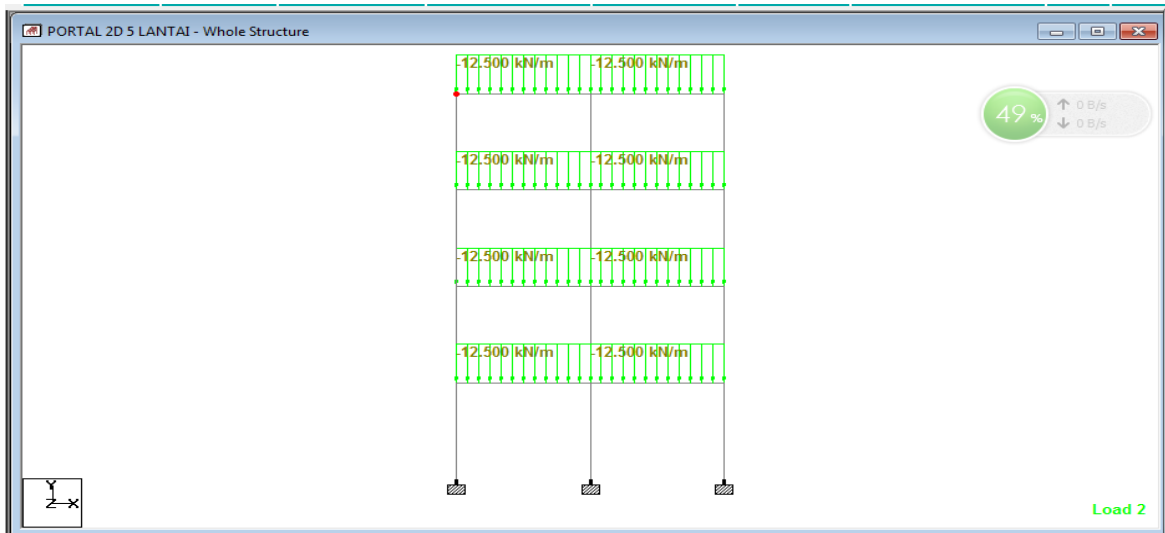 PORTAL 2D 5 LANTAI - Whole Structure
-12.500 kN/m -12.500 kN/m
49 %
0 B/s
0 B/s
-12.500 kN/m -12.500 kN/m
-12.500 kN/m -12.500 kN/m
-12.500 kN/m -12.500 kN/m
Y
Z X
Load 2